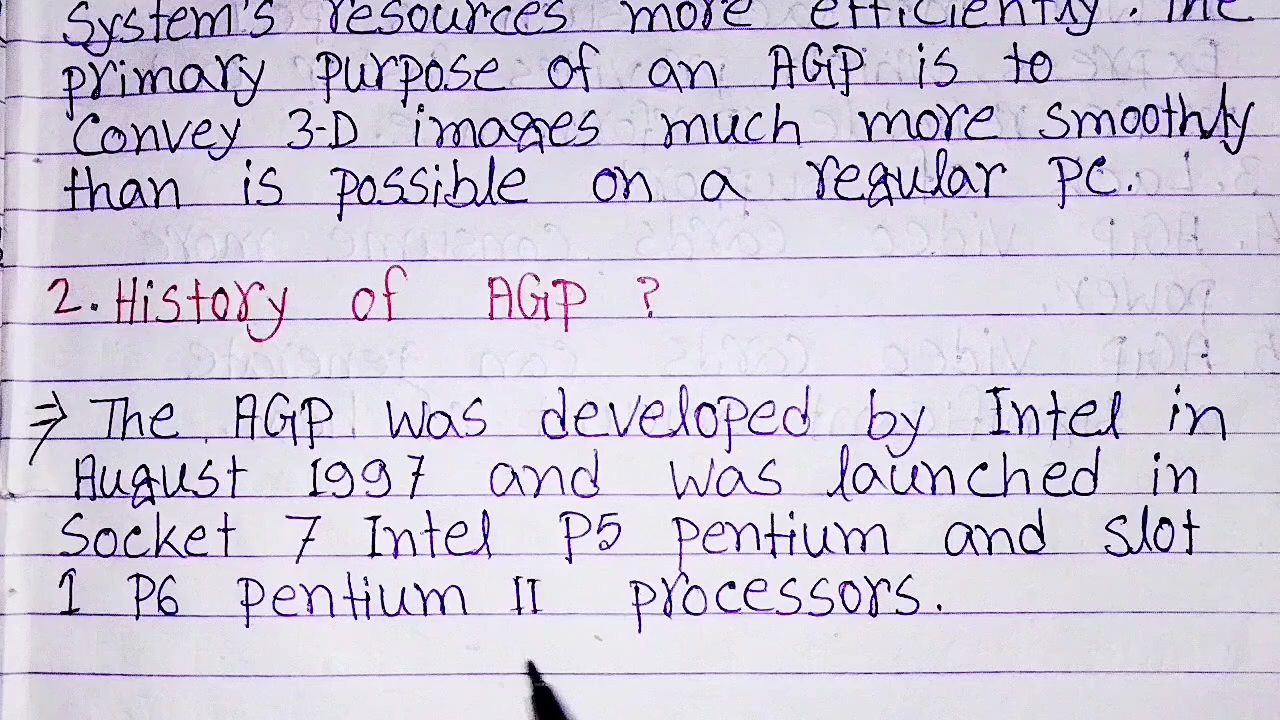 System's resources more efficiently. The
primary purpose of an AGP is to
Convey 3-D images much more smoothly
than is possible on a regular PC.
2. History of AGP ?
⇒ The AGP was developed by Intel in
August 1997 and was launched in
Socket 7 Intel P5 pentium and slot
1 P6 pentium II processors.